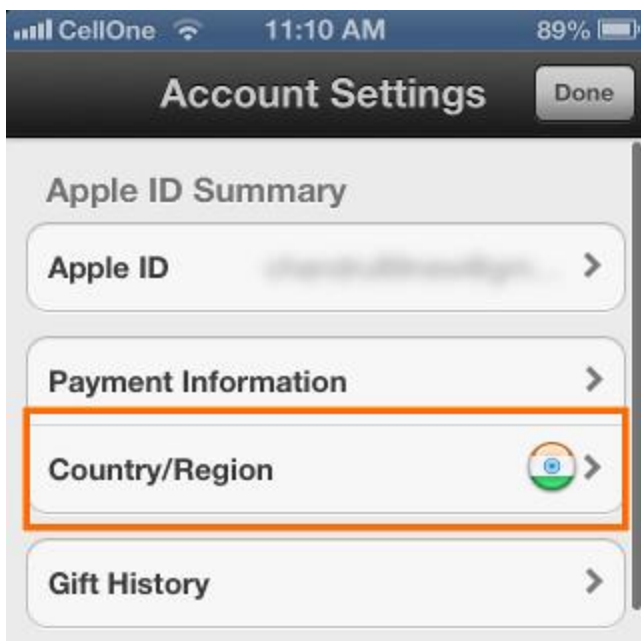 CellOne 11:10 AM 89%
Account Settings Done
Apple ID Summary
Apple ID
Payment Information
Country/Region
Gift History